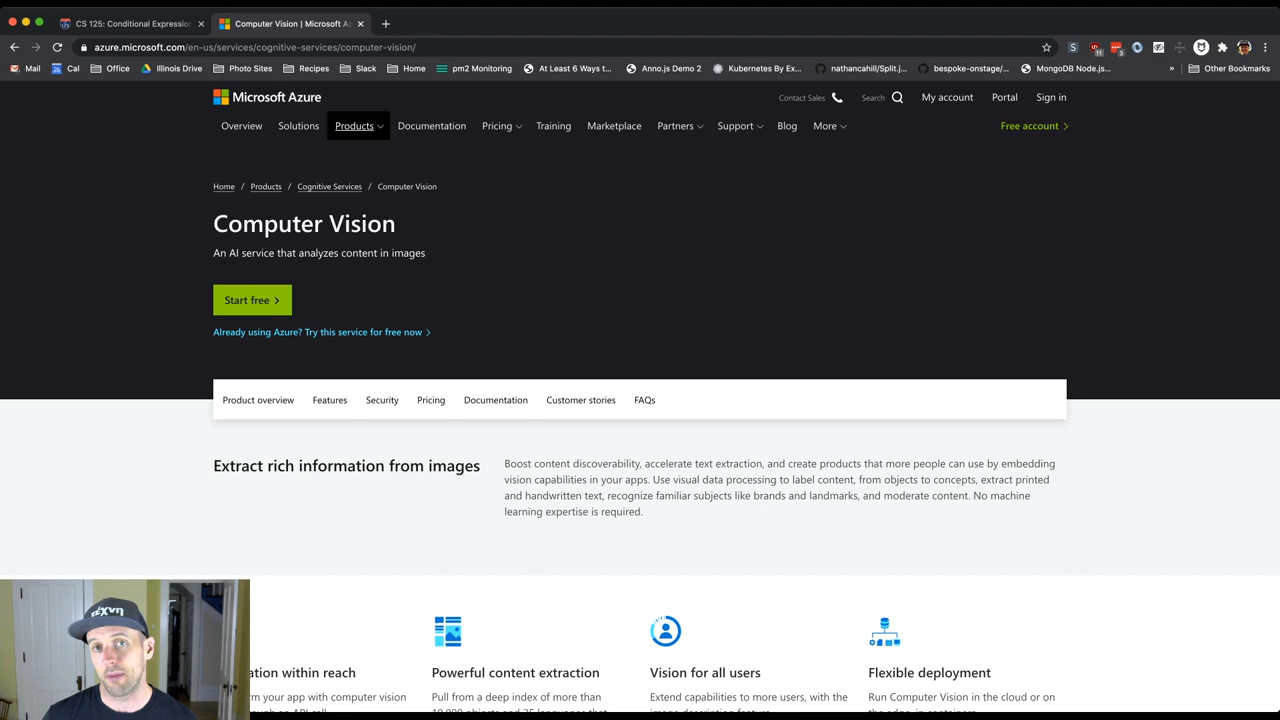 CS 125: Conditional Expression
Computer Vision | Microsoft Az
azure.microsoft.com/en-us/services/cognitive-services/computer-vision/
Mail Cal Office Illinois Drive Photo Sites Recipes Slack Home pm2 Monitoring At Least 6 Ways t... Anno.js Demo 2 Kubernetes By Ex... nathancahill/Split.j... bespoke-onstage/... MongoDB Node.js... » Other Bookmarks
Microsoft Azure
Contact Sales Search My account Portal Sign in
Overview Solutions Products Documentation Pricing Training Marketplace Partners Support Blog More Free account
Home / Products / Cognitive Services / Computer Vision
Computer Vision
An AI service that analyzes content in images
Start free
Already using Azure? Try this service for free now
Product overview Features Security Pricing Documentation Customer stories FAQs
Extract rich information from images
Boost content discoverability, accelerate text extraction, and create products that more people can use by embedding
vision capabilities in your apps. Use visual data processing to label content, from objects to concepts, extract printed
and handwritten text, recognize familiar subjects like brands and landmarks, and moderate content. No machine
learning expertise is required.
ation within reach
rm your app with computer vision
Powerful content extraction
Pull from a deep index of more than
Vision for all users
Extend capabilities to more users, with the
Flexible deployment
Run Computer Vision in the cloud or on